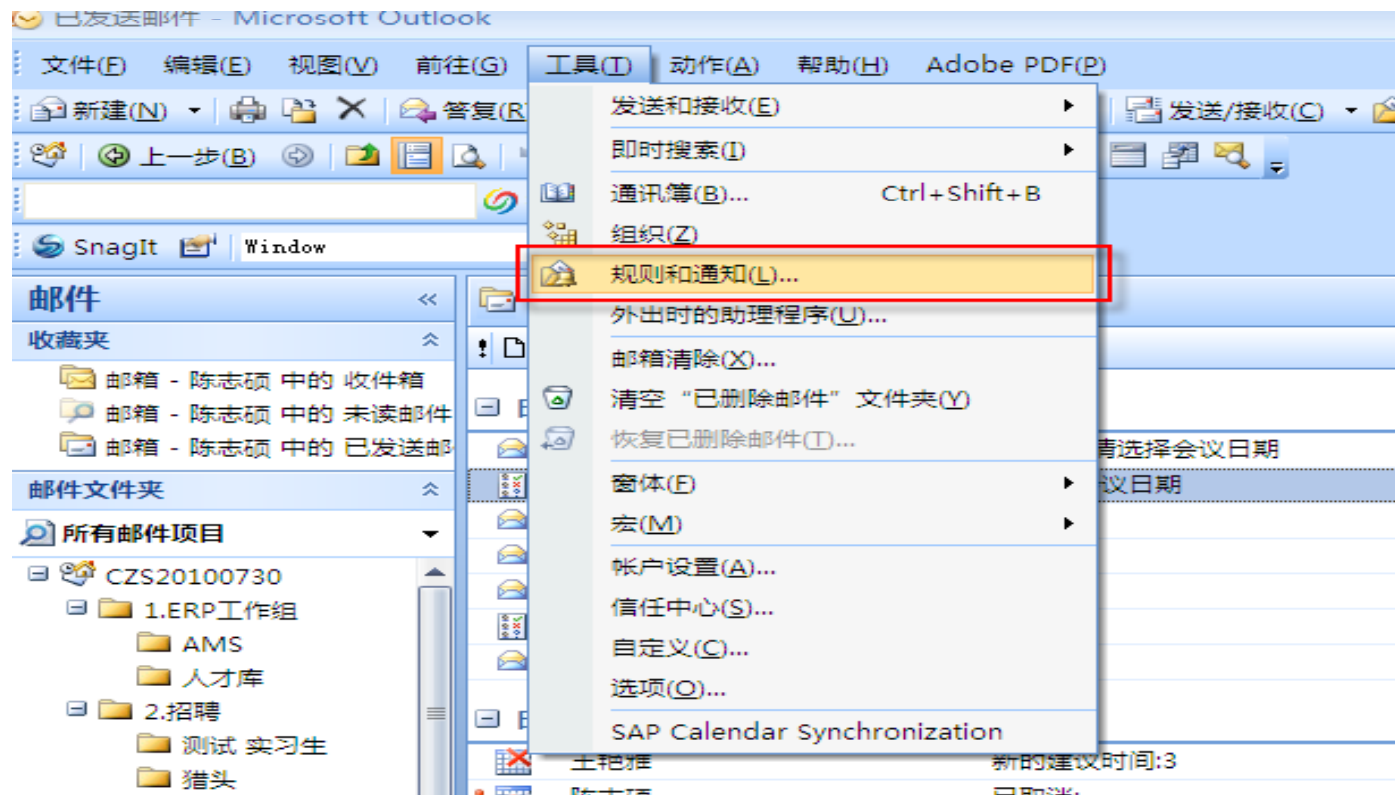 已发送邮件 - Microsoft Outlook
文件(F) 编辑(E) 视图(V) 前往(G) 工具(T) 动作(A) 帮助(H) Adobe PDF(P)
新建(N) 答复(R 发送/接收(C)
上一步(B)
SnagIt Window
发送和接收(E)
即时搜索(I)
通讯簿(B)... Ctrl+Shift+B
组织(Z)
规则和通知(L)...
外出时的助理程序(U)...
邮箱清除(X)...
清空“已删除邮件”文件夹(Y)
恢复已删除邮件(T)...
窗体(F)
宏(M)
帐户设置(A)...
信任中心(S)...
自定义(C)...
选项(O)...
SAP Calendar Synchronization
邮件
收藏夹
邮箱 - 陈志硕 中的 收件箱
邮箱 - 陈志硕 中的 未读邮件
邮箱 - 陈志硕 中的 已发送邮
邮件文件夹
所有邮件项目
CZS20100730
1.ERP工作组
AMS
人才库
2.招聘
测试 实习生
猎头
请选择会议日期
议日期
王艳雅 新的建议时间:3
陈志硕 已取消: